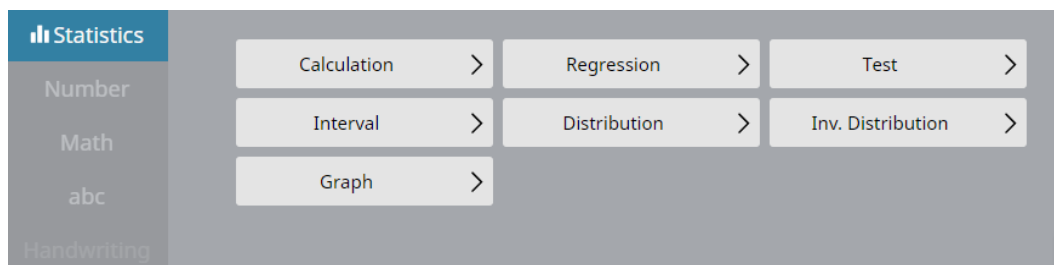 Statistics
Number
Math
abc
Handwriting
Calculation
Regression
Test
Interval
Distribution
Inv. Distribution
Graph